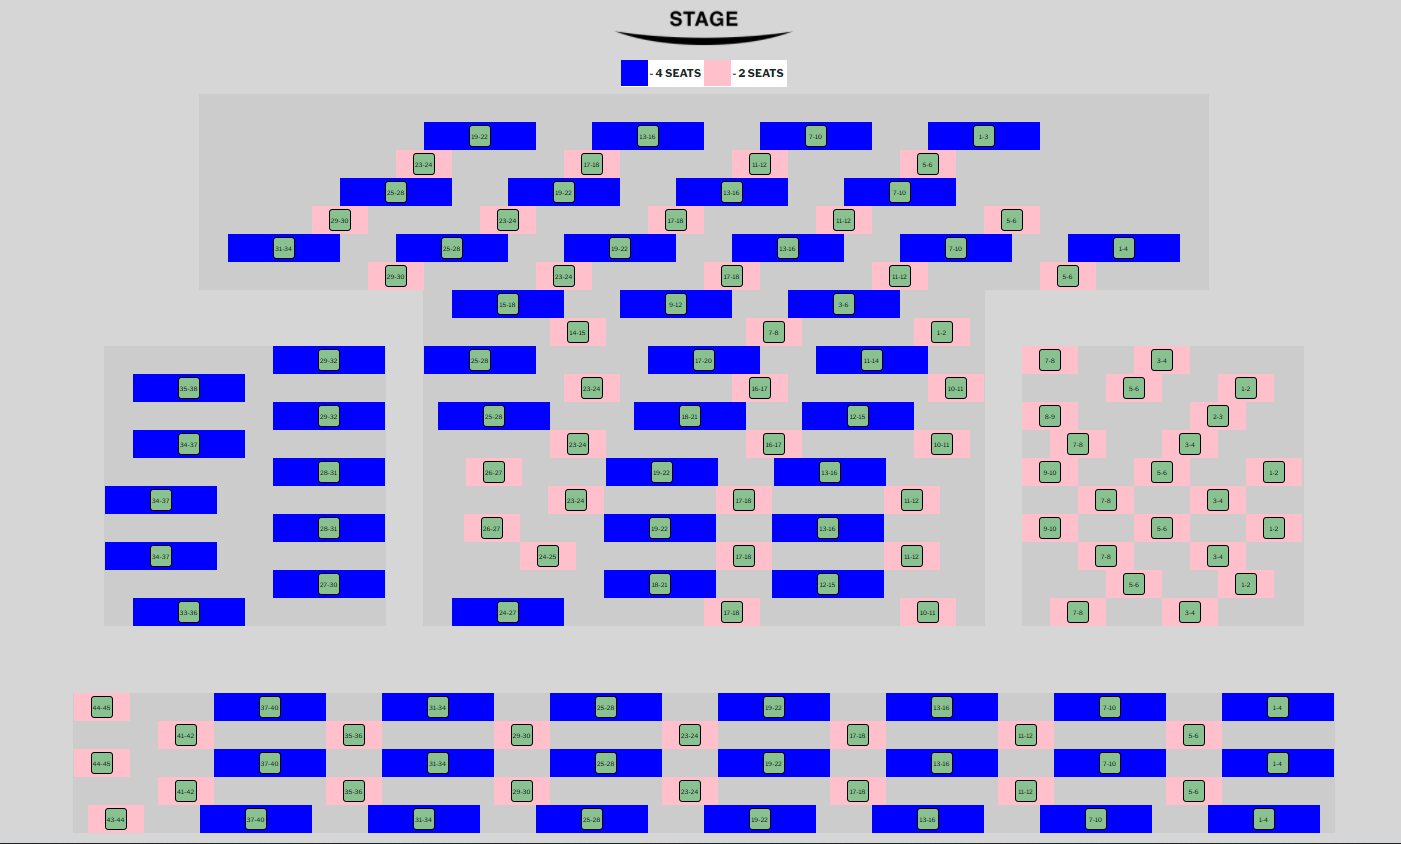 STAGE
- 4 SEATS - 2 SEATS
19-22 13-16 7-10 1-3
23-24 17-18 11-12 5-6
25-28 19-22 13-16 7-10
29-30 23-24 17-18 11-12 5-6
31-34 25-28 19-22 13-16 7-10 1-4
29-30 23-24 17-18 11-12 5-6
15-18 9-12 3-6
14-15 7-8 1-2
29-32 25-28 17-20 11-14 7-8 3-4
35-38 23-24 16-17 10-11 5-6 1-2
29-32 25-28 18-21 12-15 8-9 2-3
34-37 23-24 16-17 10-11 7-8 3-4
28-31 26-27 19-22 13-16 9-10 5-6 1-2
34-37 23-24 17-18 11-12 7-8 3-4
28-31 26-27 19-22 13-16 9-10 5-6 1-2
34-37 24-25 17-18 11-12 7-8 3-4
27-30 18-21 12-15 5-6 1-2
33-36 24-27 17-18 10-11 7-8 3-4
44-45 37-40 31-34 25-28 19-22 13-16 7-10 1-4
41-42 35-36 29-30 23-24 17-18 11-12 5-6
44-45 37-40 31-34 25-28 19-22 13-16 7-10 1-4
41-42 35-36 29-30 23-24 17-18 11-12 5-6
43-44 37-40 31-34 25-28 19-22 13-16 7-10 1-4